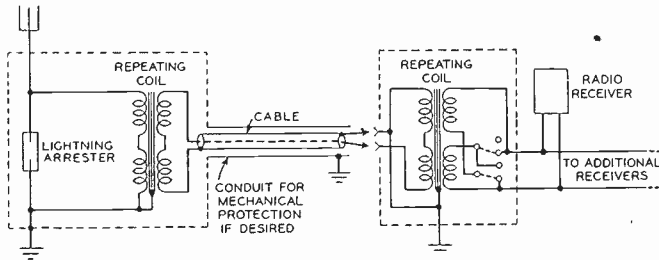 REPEATING
COIL
LIGHTNING
ARRESTER
CABLE
CONDUIT FOR
MECHANICAL
PROTECTION
IF DESIRED
REPEATING
COIL
RADIO
RECEIVER
TO ADDITIONAL
RECEIVERS